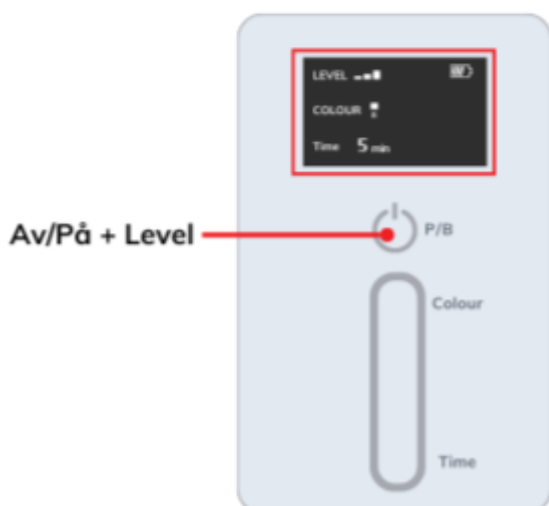 LEVEL
COLOUR
Time 5 min
Av/På + Level
P/B
Colour
Time